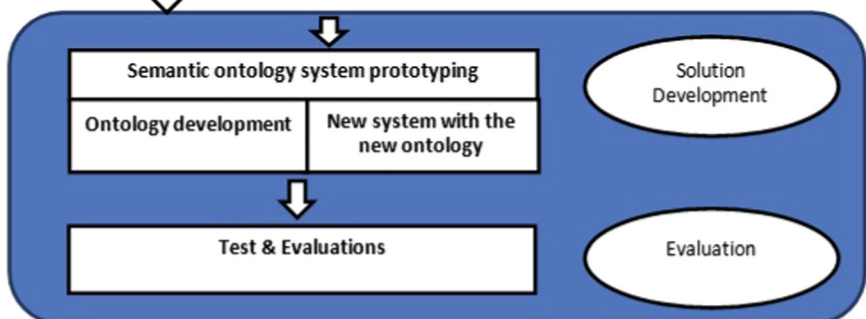 Semantic ontology system prototyping
Solution
Development
Ontology development
New system with the
new ontology
Test & Evaluations
Evaluation